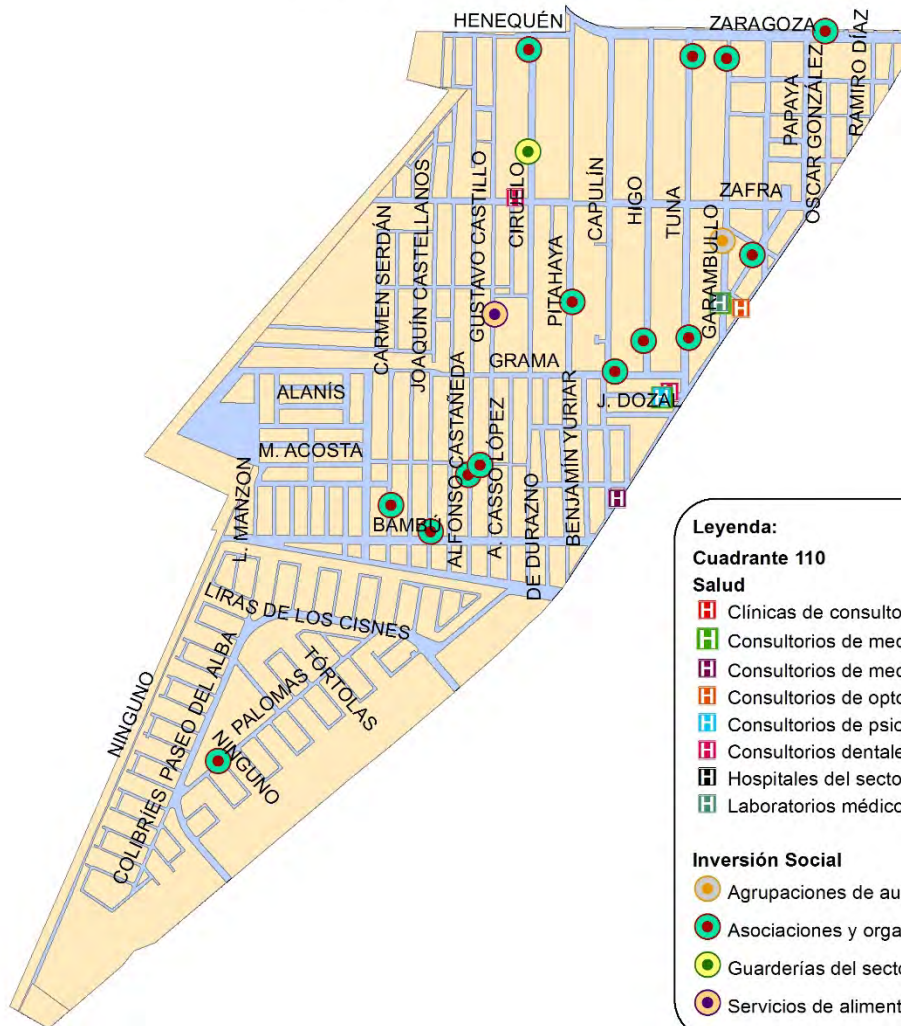 HENEQUÉN
ZARAGOZA
RAMIRO DÍAZ
PAPAYA
OSCAR GONZÁLEZ
ZAFRA
CAPULÍN
HIGO
TUNA
GARAMBULLO
CIRUELO
PITAHAYA
GUSTAVO CASTILLO
JOAQUÍN CASTELLANOS
CARMEN SERDÁN
GRAMA
ALANÍS
J. DOZAL
M. ACOSTA
ALFONSO CASTAÑEDA
A. CASSO LÓPEZ
BENJAMÍN YURIAR
DE DURAZNO
L. MANZON
BAMBÚ
LIRAS DE LOS CISNES
TÓRTOLAS
PALOMAS
NINGUNO
NINGUNO
PASEO DEL ALBA
COLIBRÍES
Leyenda:
Cuadrante 110
Salud
H Clínicas de consulto
H Consultorios de med
H Consultorios de med
H Consultorios de opto
H Consultorios de psic
H Consultorios dentale
H Hospitales del secto
H Laboratorios médico
Inversión Social
Agrupaciones de au
Asociaciones y orga
Guarderías del secto
Servicios de aliment